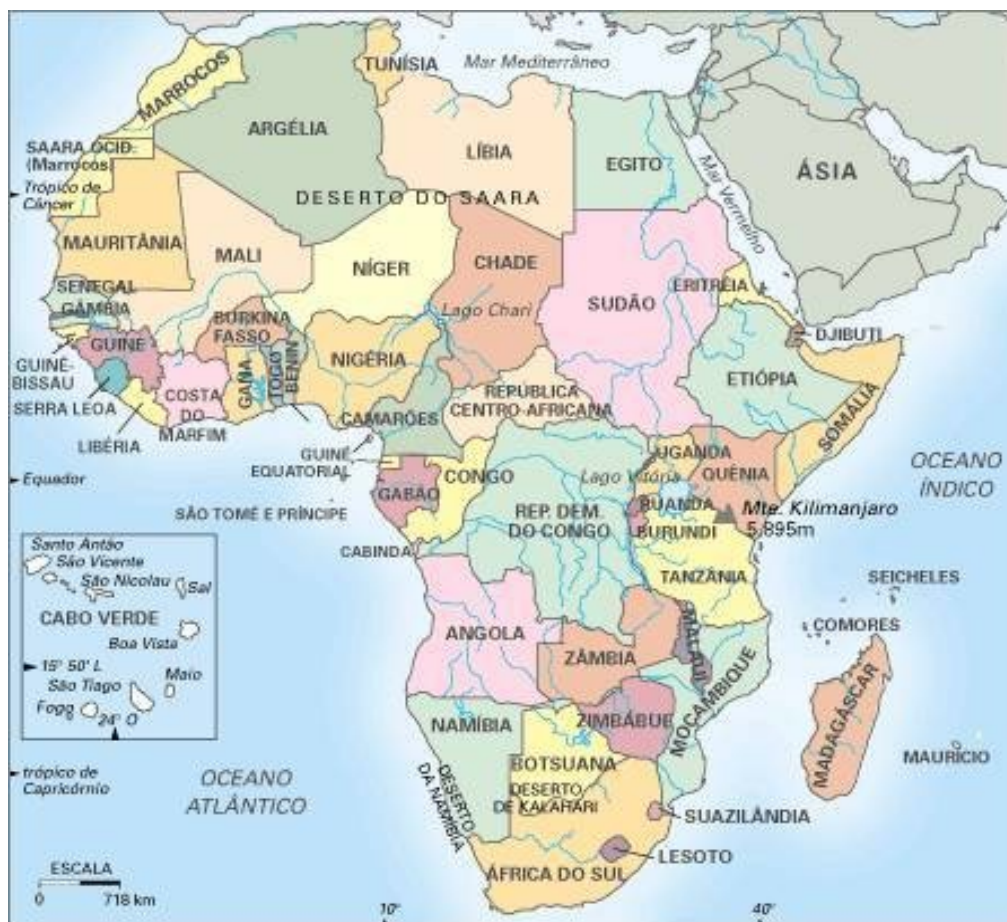 Mar Mediterrâneo
MARROCOS
TUNÍSIA
ARGÉLIA
LÍBIA
EGITO
ÁSIA
SAARA OCID.
(Marrocos)
Trópico de
Câncer
DESERTO DO SAARA
Mar Vermelho
MAURITÂNIA
MALI
NÍGER
CHADE
SUDÃO
ERITRÉIA
SENEGAL
GÂMBIA
Lago Chari
BURKINA
FASSO
GUINÉ
DJIBUTI
GUINÉ-
BISSAU
NIGÉRIA
ETIÓPIA
SERRA LEOA
COSTA
DO
MARFIM
GANA
TOGO
BENIN
REPÚBLICA
CENTRO-AFRICANA
SOMÁLIA
LIBÉRIA
CAMARÕES
GUINÉ
EQUATORIAL
UGANDA
OCEANO
ÍNDICO
Equador
CONGO
Lago Vitória
QUÊNIA
GABÃO
SÃO TOMÉ E PRÍNCIPE
REP. DEM.
DO CONGO
RUANDA
BURUNDI
Mte. Kilimanjaro
5.895m
CABINDA
TANZÂNIA
Santo Antão
São Vicente
São Nicolau
Sal
CABO VERDE
Boa Vista
15° 50' L
Maio
São Tiago
Fogo
24° O
SEICHELES
COMORES
ANGOLA
ZÂMBIA
MALAUI
MOÇAMBIQUE
MADAGÁSCAR
NAMÍBIA
ZIMBÁBUE
MAURÍCIO
trópico de
Capricórnio
OCEANO
ATLÂNTICO
BOTSUANA
DESERTO
DA NAMÍBIA
DESERTO
DE KALAHARI
SUAZILÂNDIA
LESOTO
ÁFRICA DO SUL
ESCALA
0 718 km
10°
40°